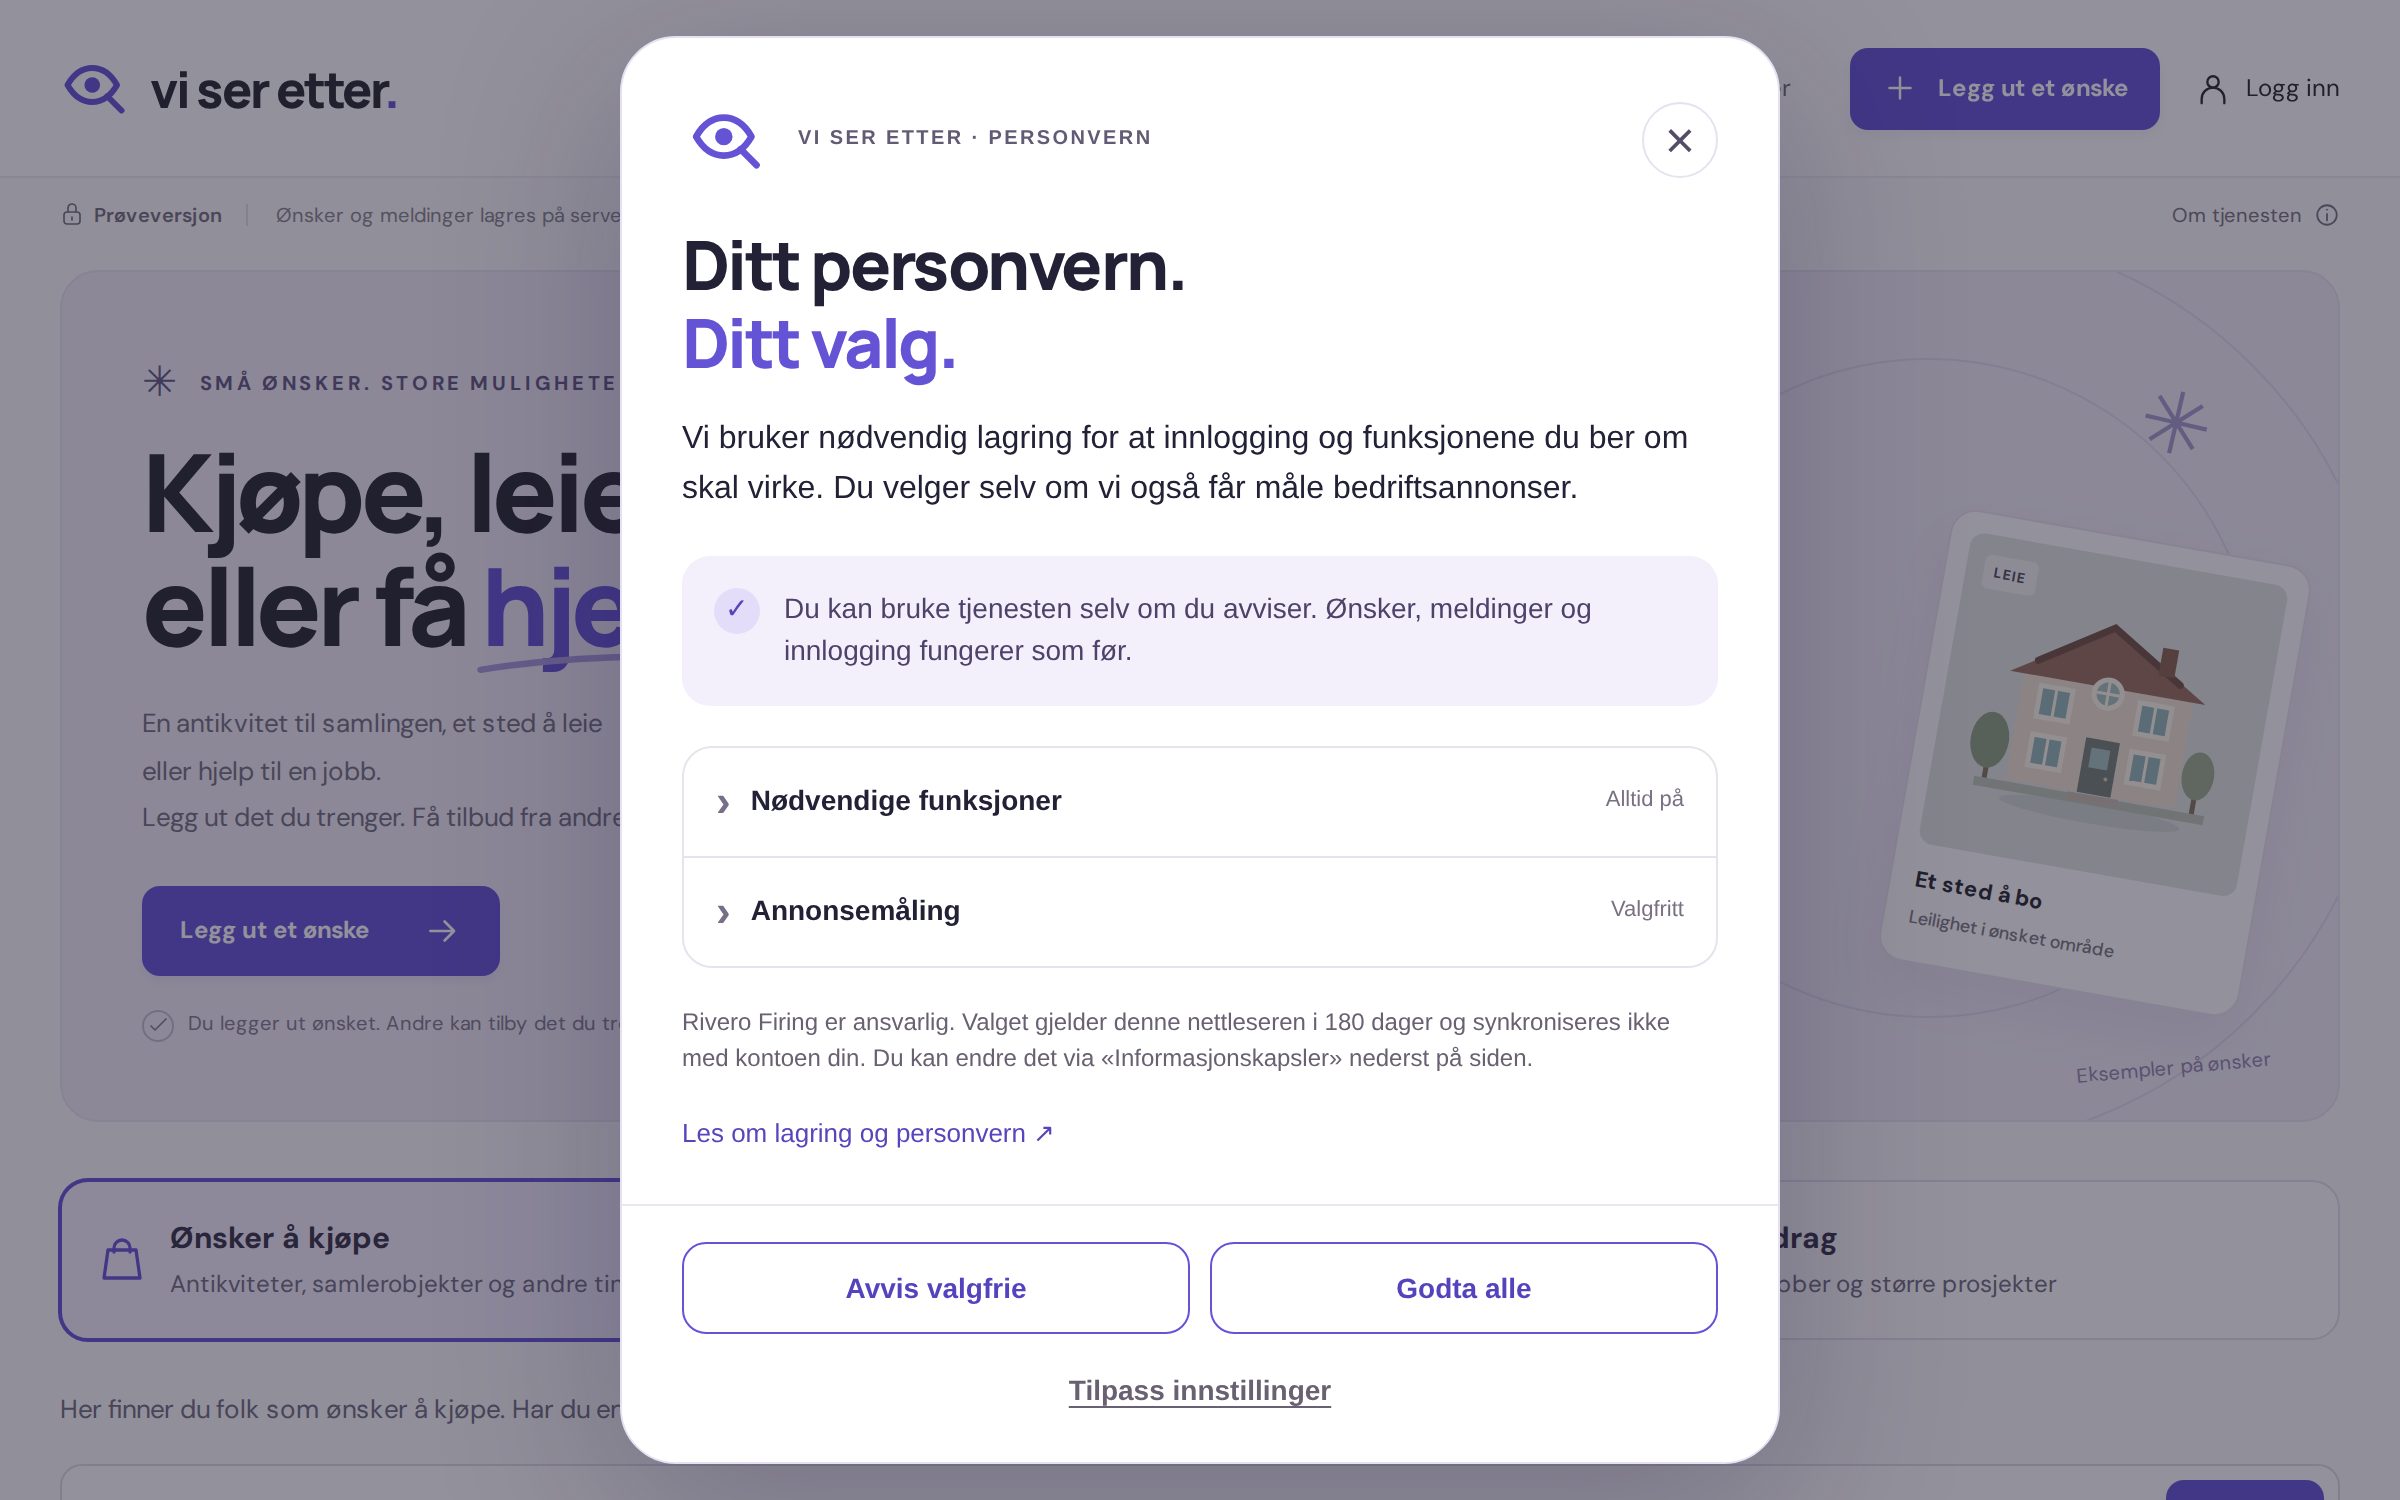 vi ser etter.
Legg ut et ønske
Logg inn
Prøveversjon
Ønsker og meldinger lagres på
Om tjenesten
SMÅ ØNSKER. STORE
Kjøpe, leie
eller få
En antikvitet til samlingen, et sted å leie
eller hjelp til en jobb.
Legg ut det du trenger. Få tilbud fra andre
Legg ut et ønske
Du legger ut ønsket. Andre kan tilby det du
LEIE
Et sted å bo
Leilighet i ønsket område
Eksempler på ønsker
Ønsker å kjøpe
Antikviteter, samlerobjekter og andre
og større prosjekter
Her finner du folk som ønsker å kjøpe. Har du
VI SER ETTER · PERSONVERN
Ditt personvern.
Ditt valg.
Vi bruker nødvendig lagring for at innlogging og funksjonene du ber om
skal virke. Du velger selv om vi også får måle bedriftsannonser.
✓
Du kan bruke tjenesten selv om du avviser. Ønsker, meldinger og
innlogging fungerer som før.
› Nødvendige funksjoner Alltid på
› Annonsemåling Valgfritt
Rivero Firing er ansvarlig. Valget gjelder denne nettleseren i 180 dager og synkroniseres ikke
med kontoen din. Du kan endre det via «Informasjonskapsler» nederst på siden.
Les om lagring og personvern ↗
Avvis valgfrie
Godta alle
Tilpass innstillinger